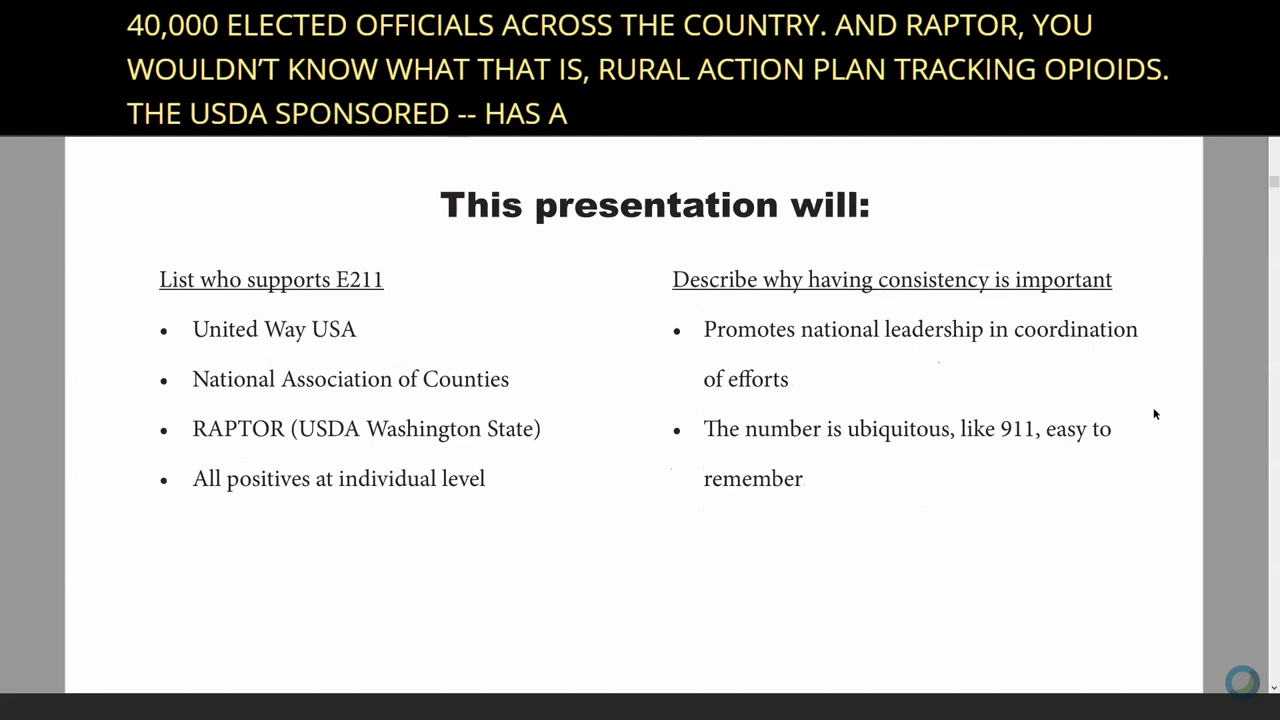 40,000 ELECTED OFFICIALS ACROSS THE COUNTRY. AND RAPTOR, YOU
WOULDN'T KNOW WHAT THAT IS, RURAL ACTION PLAN TRACKING OPIOIDS.
THE USDA SPONSORED -- HAS A
This presentation will:
List who supports E211
• United Way USA
• National Association of Counties
• RAPTOR (USDA Washington State)
• All positives at individual level
Describe why having consistency is important
• Promotes national leadership in coordination
of efforts
• The number is ubiquitous, like 911, easy to
remember